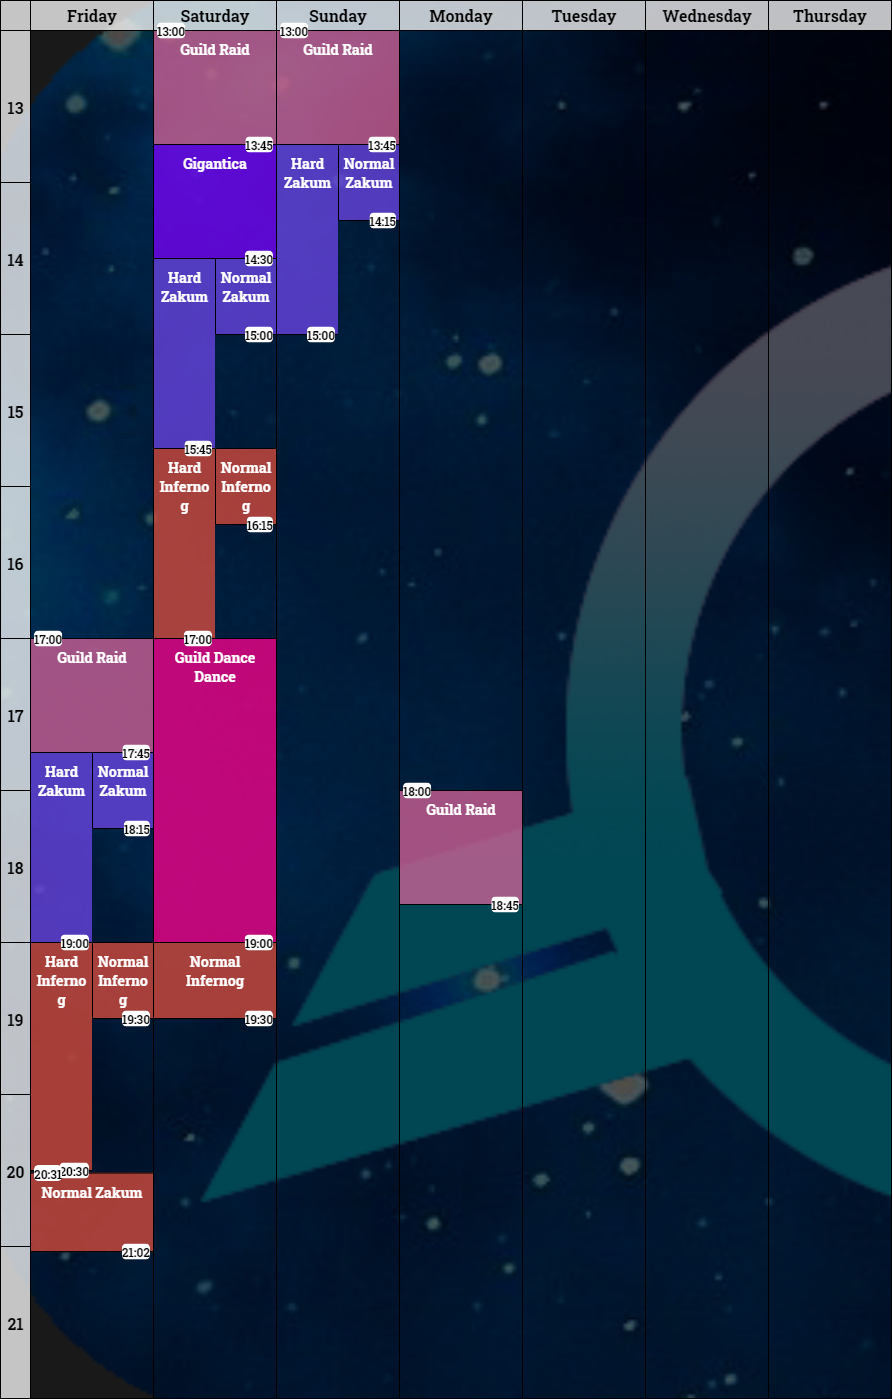 Friday
Saturday
Sunday
Monday
Tuesday
Wednesday
Thursday
13
14
15
16
17
18
19
20
21
17:00
Guild Raid
17:45
Hard
Zakum
19:00
Normal
Zakum
18:15
Hard
Inferno
g
20:30
Normal
Inferno
g
19:30
20:31
Normal Zakum
21:02
13:00
Guild Raid
13:45
Gigantica
14:30
Hard
Zakum
15:45
Normal
Zakum
15:00
Hard
Inferno
g
17:00
Normal
Inferno
g
16:15
Guild Dance
Dance
19:00
Normal
Infernog
19:30
13:00
Guild Raid
13:45
Hard
Zakum
15:00
Normal
Zakum
14:15
18:00
Guild Raid
18:45